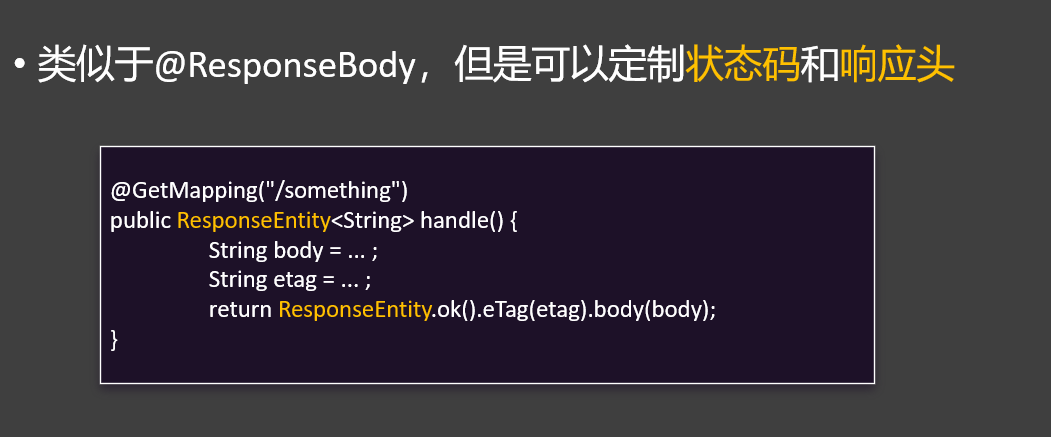 • 类似于@ResponseBody，但是可以定制状态码和响应头
@GetMapping("/something")
public ResponseEntity<String> handle() {
String body = ... ;
String etag = ... ;
return ResponseEntity.ok().eTag(etag).body(body);
}